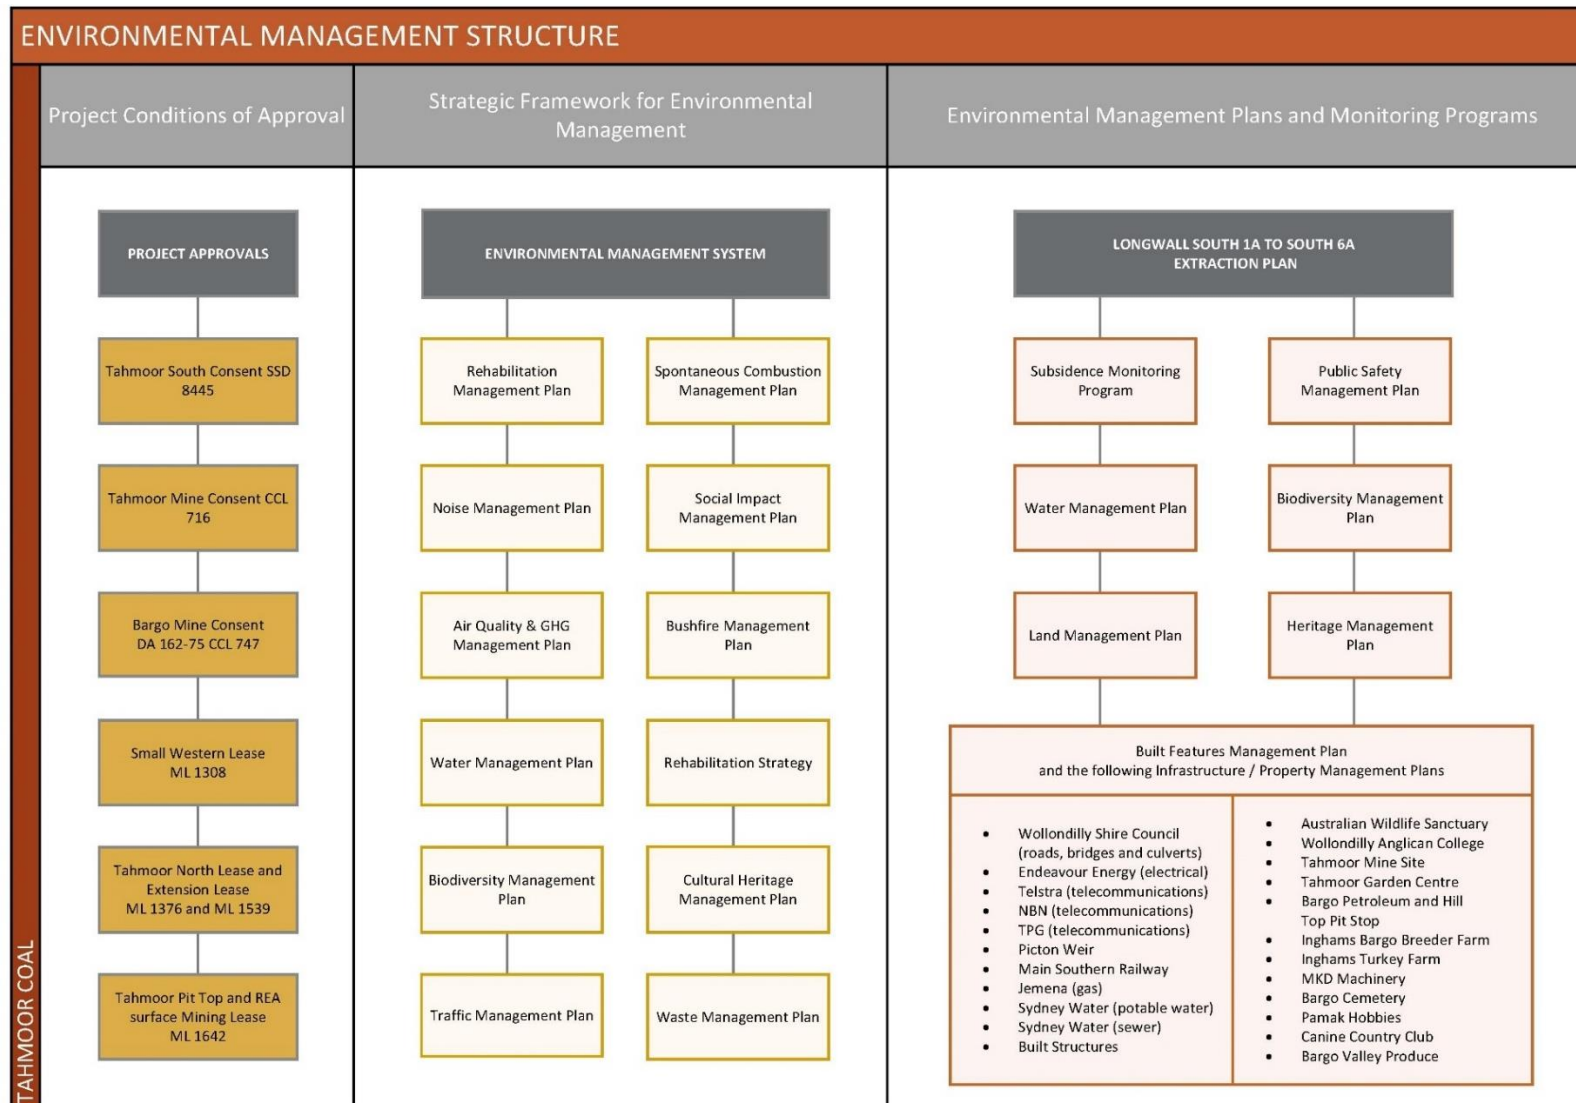 ENVIRONMENTAL MANAGEMENT STRUCTURE
TAHMOOR COAL
Project Conditions of Approval
Strategic Framework for Environmental
Management
Environmental Management Plans and Monitoring Programs
PROJECT APPROVALS
Tahmoor South Consent SSD
8445
Tahmoor Mine Consent CCL
716
Bargo Mine Consent
DA 162-75 CCL 747
Small Western Lease
ML 1308
Tahmoor North Lease and
Extension Lease
ML 1376 and ML 1539
Tahmoor Pit Top and REA
surface Mining Lease
ML 1642
ENVIRONMENTAL MANAGEMENT SYSTEM
Rehabilitation
Management Plan
Noise Management Plan
Air Quality & GHG
Management Plan
Water Management Plan
Biodiversity Management
Plan
Traffic Management Plan
Spontaneous Combustion
Management Plan
Social Impact
Management Plan
Bushfire Management
Plan
Rehabilitation Strategy
Cultural Heritage
Management Plan
Waste Management Plan
LONGWALL SOUTH 1A TO SOUTH 6A
EXTRACTION PLAN
Subsidence Monitoring
Program
Water Management Plan
Land Management Plan
Public Safety
Management Plan
Biodiversity Management
Plan
Heritage Management
Plan
Built Features Management Plan
and the following Infrastructure / Property Management Plans
• Wollondilly Shire Council
(roads, bridges and culverts)
• Endeavour Energy (electrical)
• Telstra (telecommunications)
• NBN (telecommunications)
• TPG (telecommunications)
• Picton Weir
• Main Southern Railway
• Jemena (gas)
• Sydney Water (potable water)
• Sydney Water (sewer)
• Built Structures
• Australian Wildlife Sanctuary
• Wollondilly Anglican College
• Tahmoor Mine Site
• Tahmoor Garden Centre
• Bargo Petroleum and Hill
Top Pit Stop
• Inghams Bargo Breeder Farm
• Inghams Turkey Farm
• MKD Machinery
• Bargo Cemetery
• Pamak Hobbies
• Canine Country Club
• Bargo Valley Produce